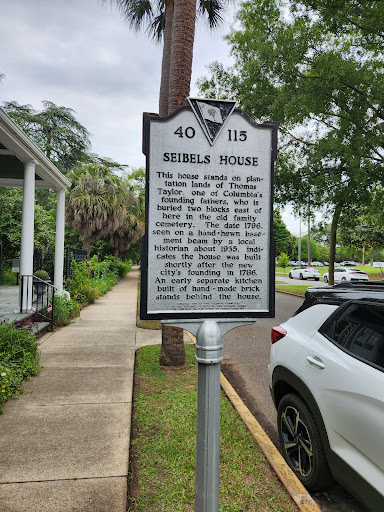 40 115
SEIBELS HOUSE
This house stands on plan-
tation lands of Thomas
Taylor, one of Columbia's
founding fathers, who is
buried two blocks east of
here in the old family
cemetery. The date 1796,
seen on a hand-hewn base-
ment beam by a local
historian about 1935, indi-
cates the house was built
shortly after the new
city's founding in 1786.
An early separate kitchen
built of hand-made brick
stands behind the house.